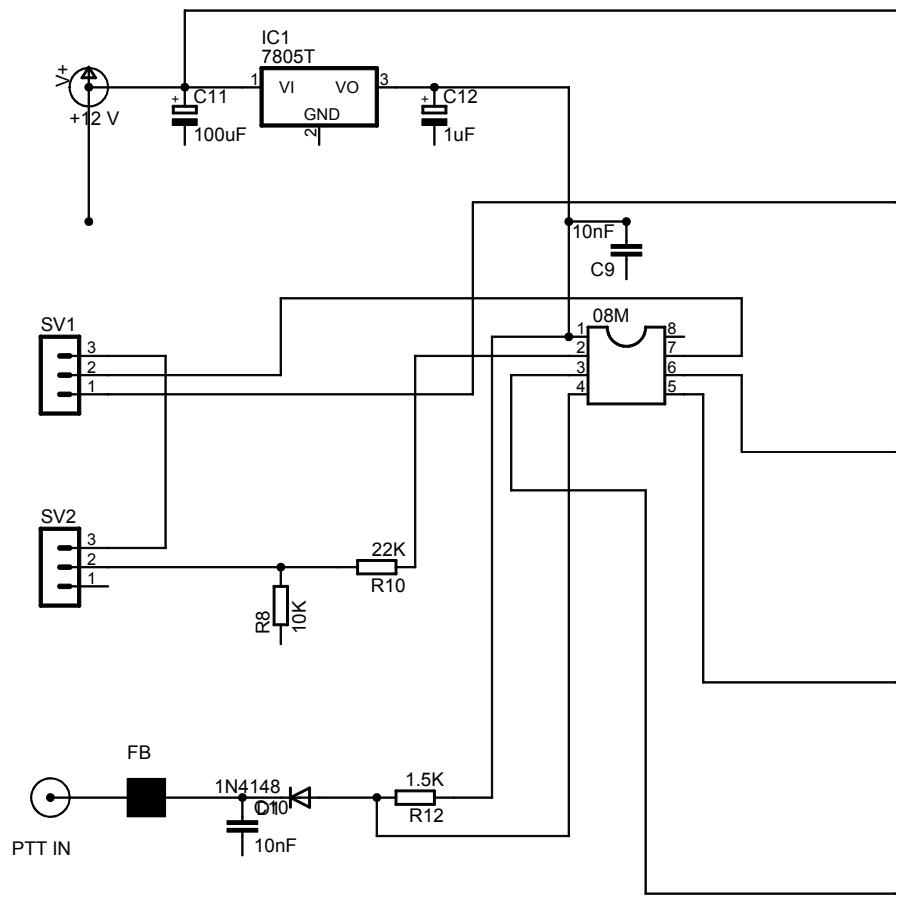 IC1
7805T
V+
1
VI
VO
3
GND
2
+
C11
100uF
+12 V
+
C12
1uF
10nF
C9
08M
1
2
3
4
8
7
6
5
SV1
3
2
1
SV2
3
2
1
22K
R10
R8
10K
FB
1N4148
10nF
1.5K
R12
PTT IN